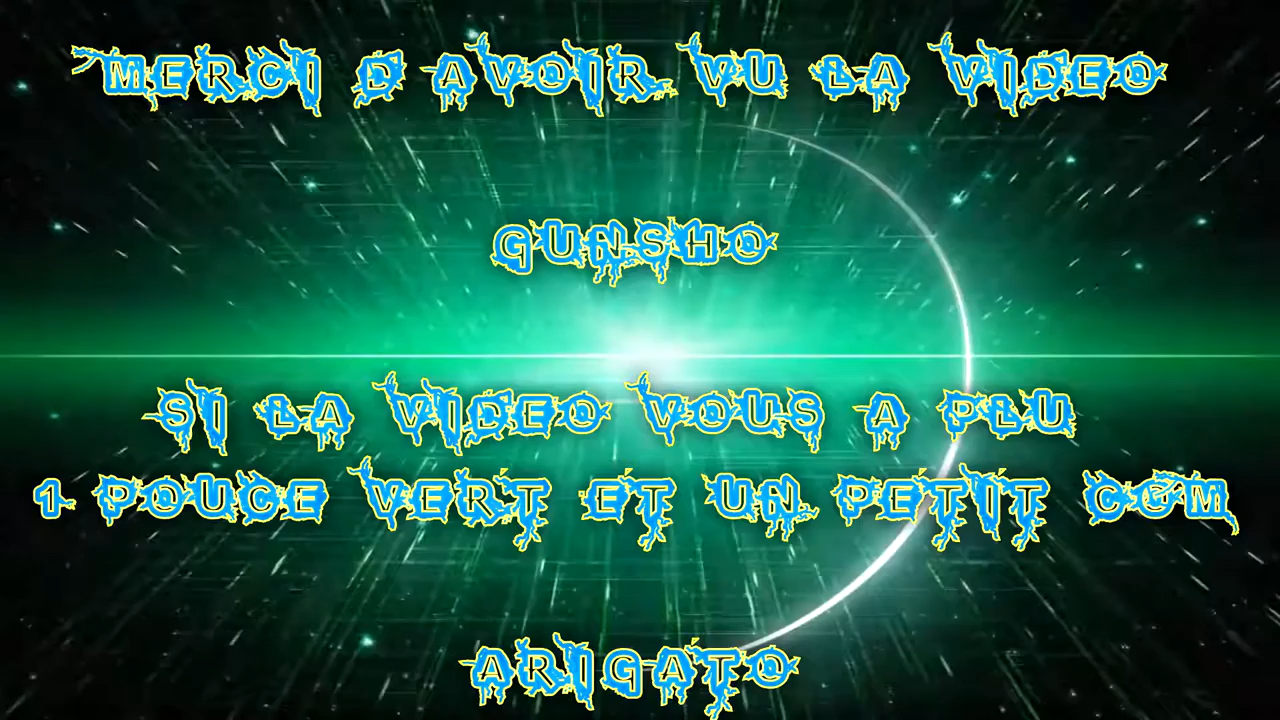 MERCI D AVOIR VU LA VIDEO
GUNSHO
SI LA VIDEO VOUS A PLU
1 POUCE VERT ET UN PETIT COM
ARIGATO